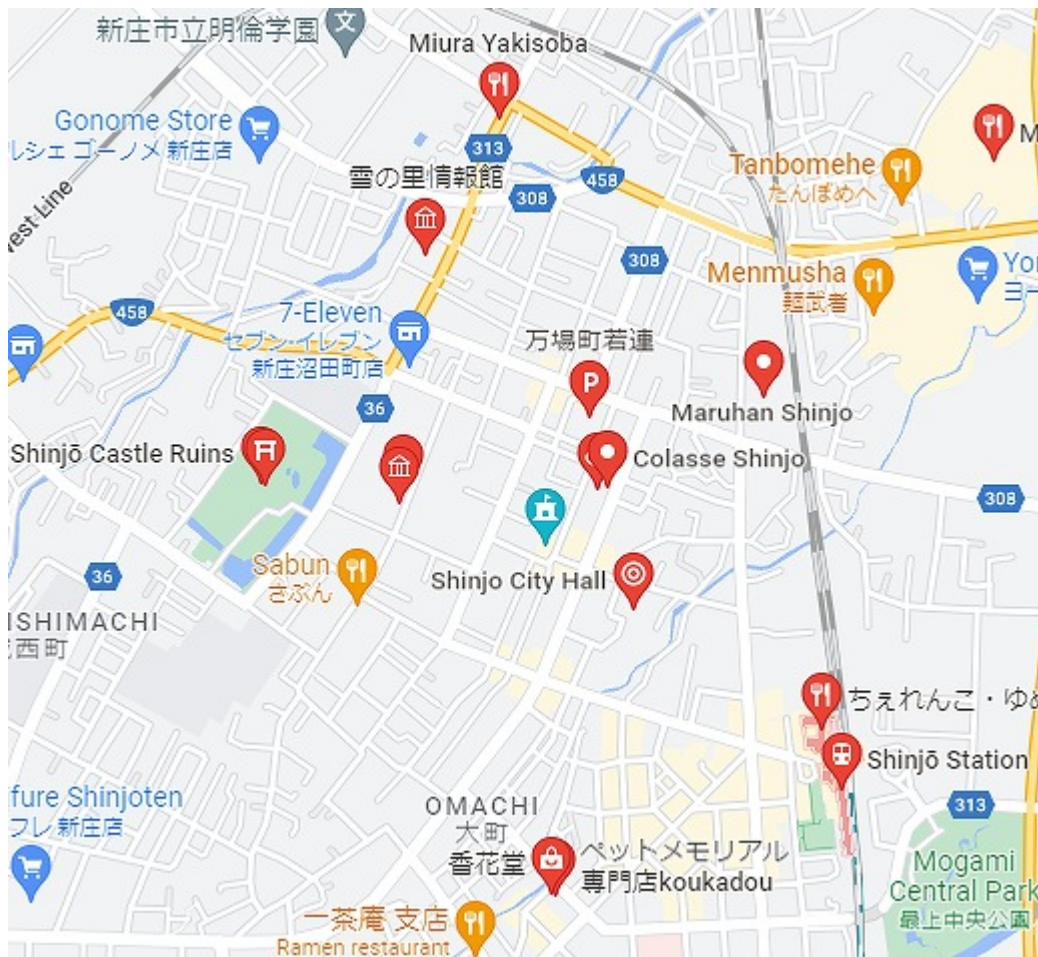 新庄市立明倫学園
Miura Yakisoba
Gonome Store
ルシェ ゴーノメ 新庄店
313
M
Tanbomehe
たんぼめへ
雪の里情報館
458
308
est Line
308
Menmusha
麺武者
Yor
ヨー
458
7-Eleven
セブン-イレブン
新庄沼田町店
万場町若連
P
36
Maruhan Shinjo
Shinjō Castle Ruins
Colasse Shinjo
308
Sabun
さぶん
Shinjo City Hall
36
ISHIMACHI
西町
ちぇれんこ・ゆめ
Shinjō Station
fure Shinjoten
フレ 新庄店
OMACHI
大町
313
香花堂
ペットメモリアル
専門店koukadou
Mogami
Central Park
最上中央公園
一茶庵 支店
Ramen restaurant